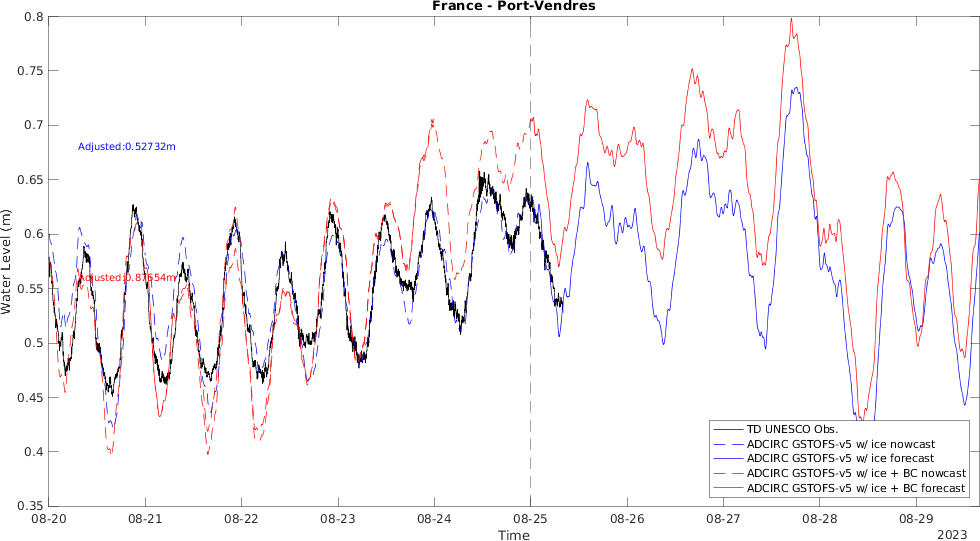 France - Port-Vendres
0.8
0.75
0.7
0.65
0.6
0.55
0.5
0.45
0.4
0.35
Water Level (m)
Adjusted:0.52732m
Adjusted:0.87654m
TD UNESCO Obs.
ADCIRC GSTOFS-v5 w/ ice nowcast
ADCIRC GSTOFS-v5 w/ ice forecast
ADCIRC GSTOFS-v5 w/ ice + BC nowcast
ADCIRC GSTOFS-v5 w/ ice + BC forecast
08-20 08-21 08-22 08-23 08-24 08-25 08-26 08-27 08-28 08-29
Time
2023